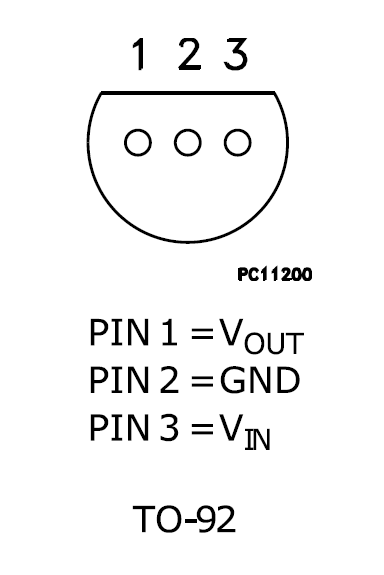 1 2 3
PC11200
PIN 1 = VOUT
PIN 2 = GND
PIN 3 = VIN
TO-92